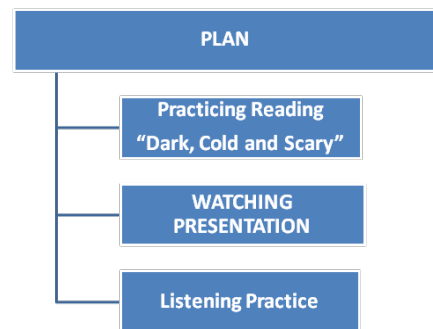 PLAN
Practicing Reading
“Dark, Cold and Scary”
WATCHING
PRESENTATION
Listening Practice